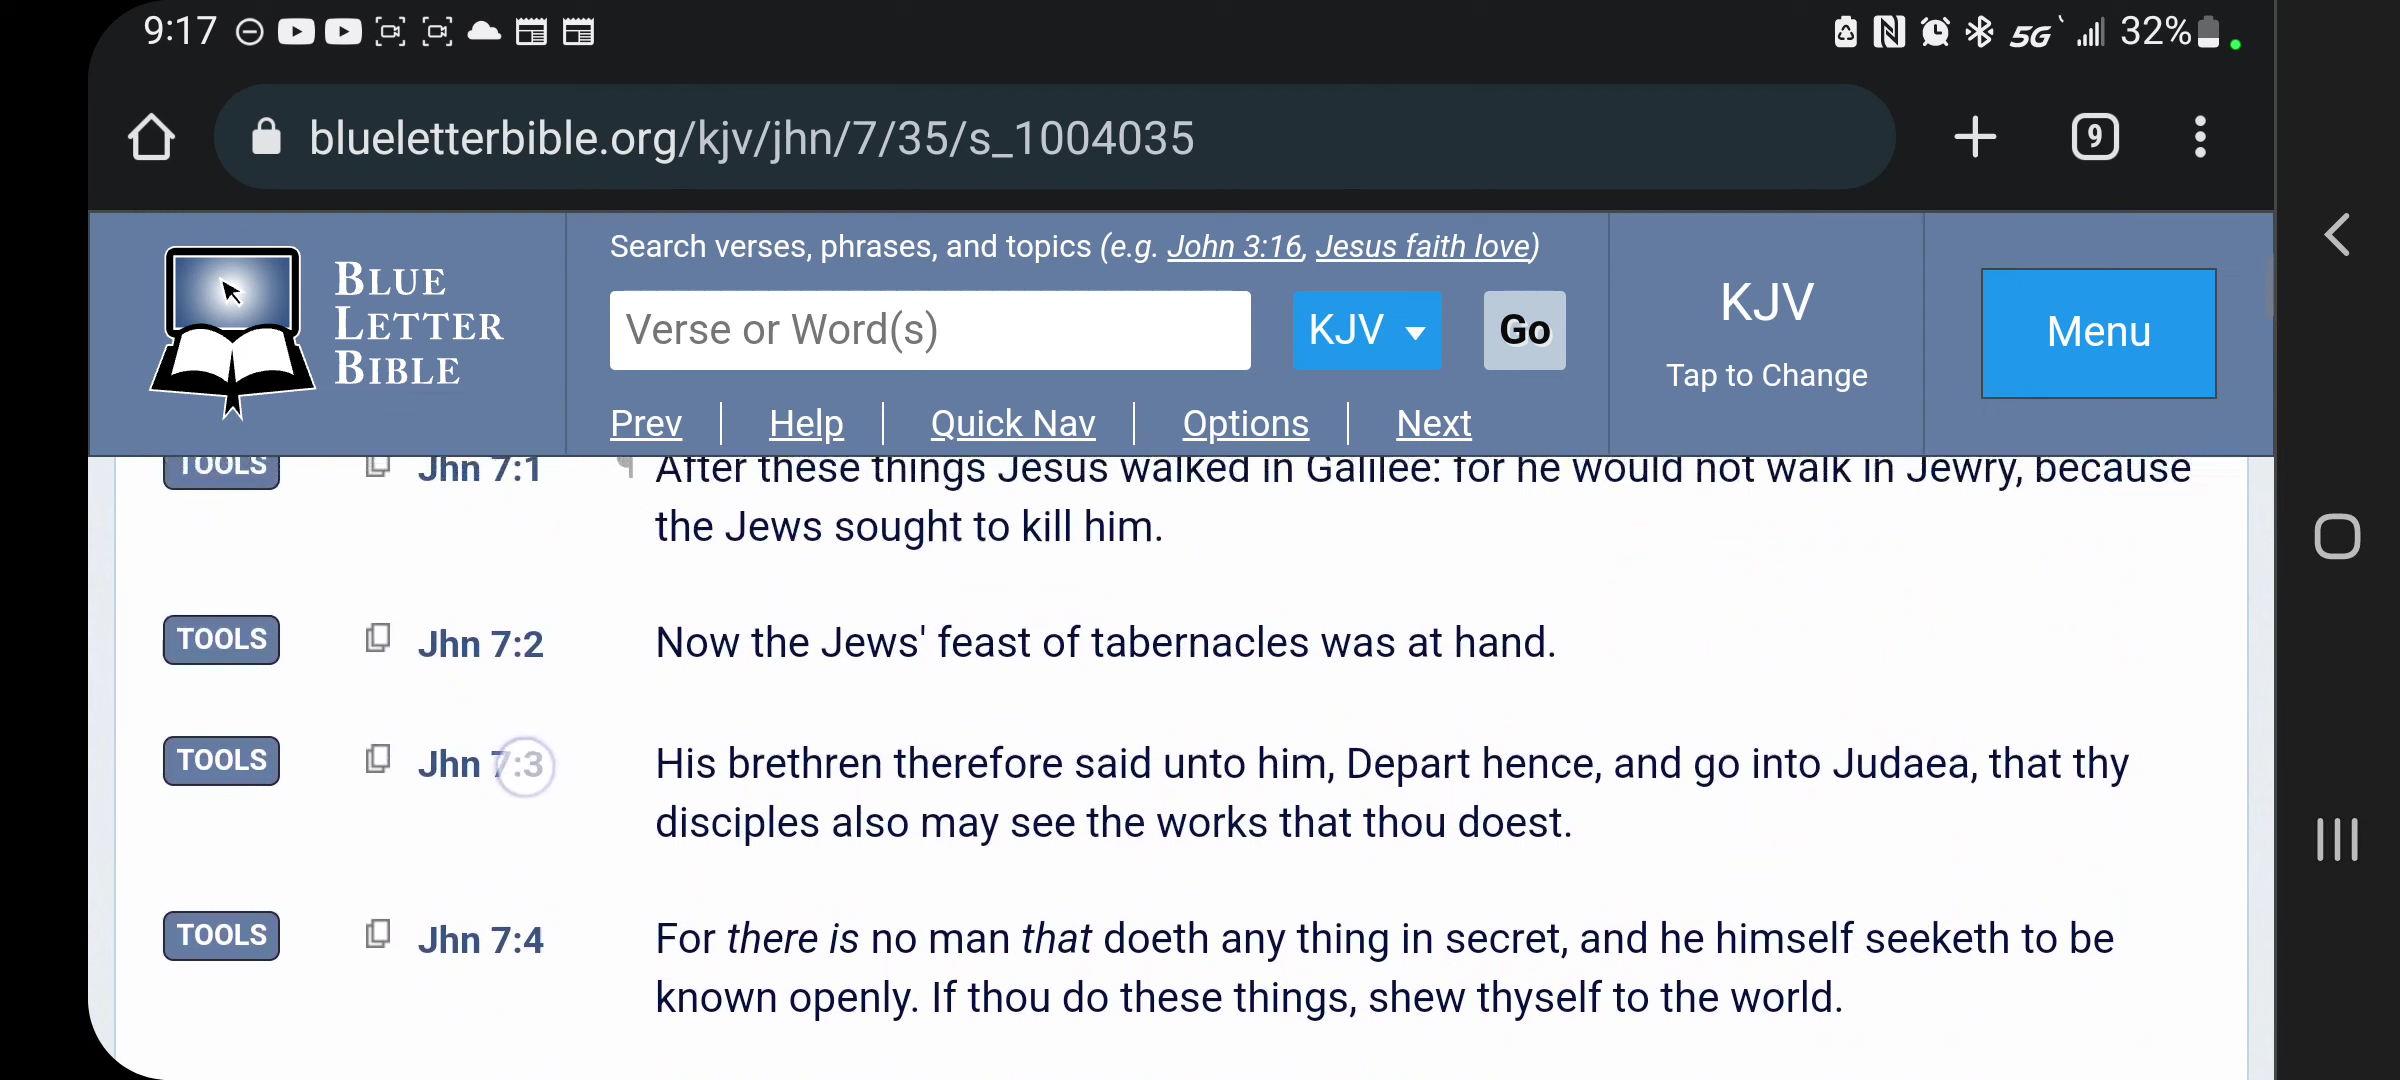 9:17
5G 32%
blueletterbible.org/kjv/jhn/7/35/s_1004035
9
BLUE
LETTER
BIBLE
Search verses, phrases, and topics (e.g. John 3:16, Jesus faith love)
Verse or Word(s)
KJV
Go
Prev | Help | Quick Nav | Options | Next
KJV
Tap to Change
Menu
TOOLS Jhn 7:1 ¶ After these things Jesus walked in Galilee: for he would not walk in Jewry, because
the Jews sought to kill him.
TOOLS Jhn 7:2 Now the Jews' feast of tabernacles was at hand.
TOOLS Jhn 7:3 His brethren therefore said unto him, Depart hence, and go into Judaea, that thy
disciples also may see the works that thou doest.
TOOLS Jhn 7:4 For there is no man that doeth any thing in secret, and he himself seeketh to be
known openly. If thou do these things, shew thyself to the world.